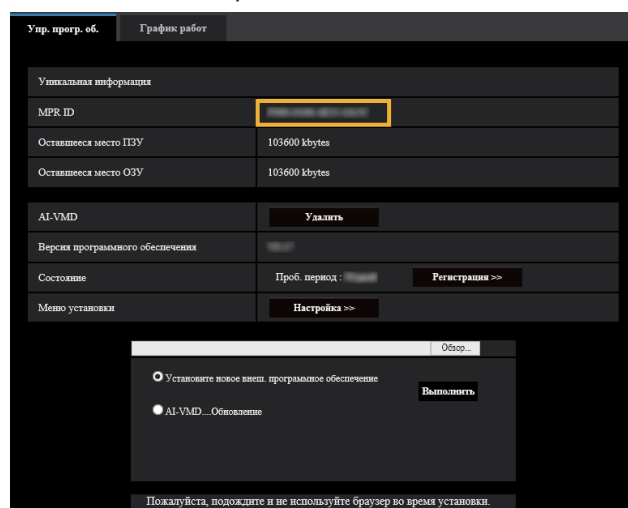 Упр. прогр. об. График работ
Уникальная информация
MPR ID
Оставшееся место ПЗУ 103600 kbytes
Оставшееся место ОЗУ 103600 kbytes
AI-VMD Удалить
Версия программного обеспечения
Состояние Проб. период : Регистрация >>
Меню установки Настройка >>
Обзор...
Установите новое внеш. программное обеспечение
Выполнить
AI-VMD....Обновление
Пожалуйста, подождите и не используйте браузер во время установки.